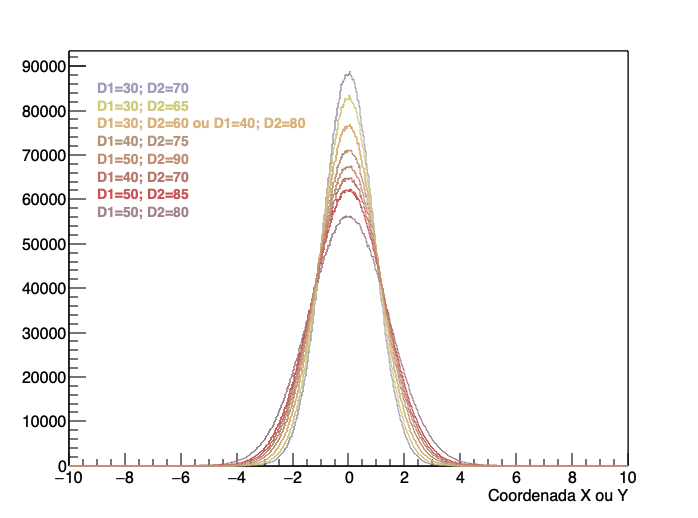 90000
80000
70000
60000
50000
40000
30000
20000
10000
0
D1=30; D2=70
D1=30; D2=65
D1=30; D2=60 ou D1=40; D2=80
D1=40; D2=75
D1=50; D2=90
D1=40; D2=70
D1=50; D2=85
D1=50; D2=80
−10 −8 −6 −4 −2 0 2 4 6 8 10
Coordenada X ou Y